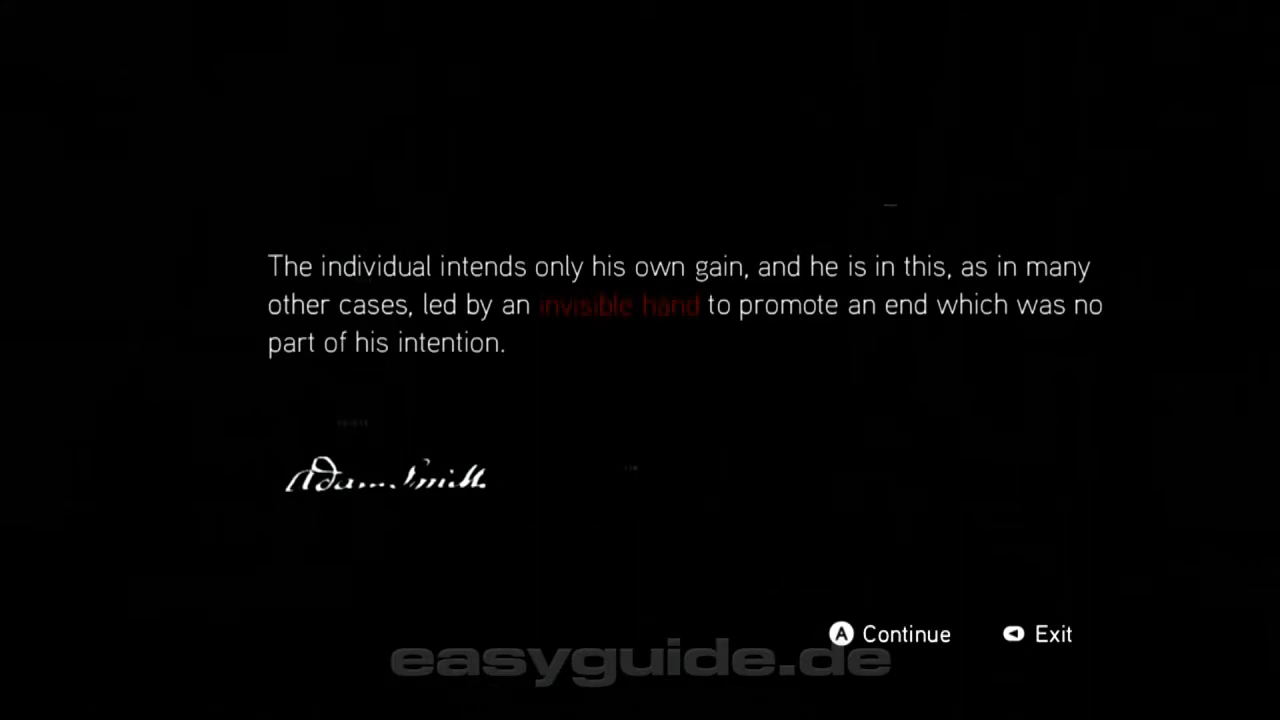 The individual intends only his own gain, and he is in this, as in many
other cases, led by an invisible hand to promote an end which was no
part of his intention.
Adam Smith
A Continue
Exit
easyguide.de